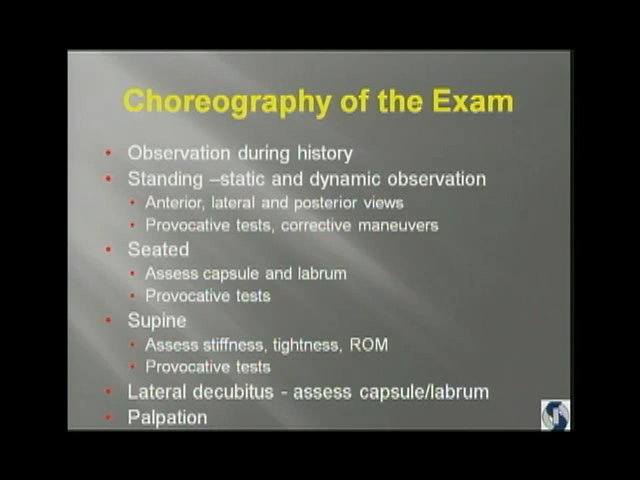 Choreography of the Exam
• Observation during history
• Standing –static and dynamic observation
• Anterior, lateral and posterior views
• Provocative tests, corrective maneuvers
• Seated
• Assess capsule and labrum
• Provocative tests
• Supine
• Assess stiffness, tightness, ROM
• Provocative tests
• Lateral decubitus - assess capsule/labrum
• Palpation